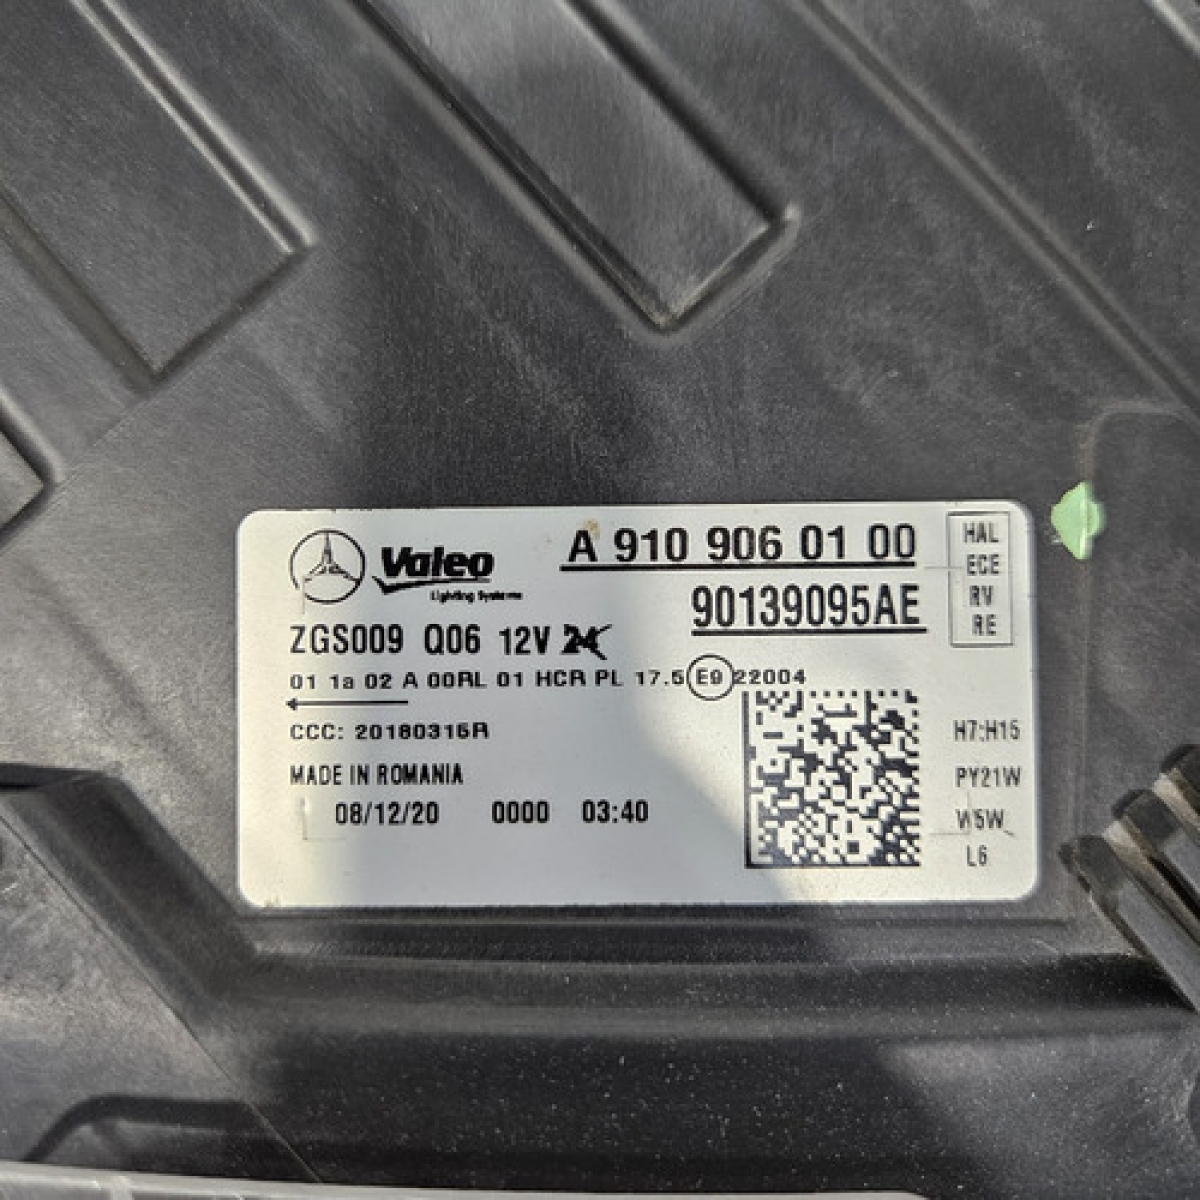 Valeo A 910 906 01 00
Lighting Systems
90139095AE
HAL
ECE
RV
RE
ZGS009 Q06 12V 24
01 1a 02 A 00RL 01 HCR PL 17.5 E9 22004
CCC: 20180315R
MADE IN ROMANIA
08/12/20 0000 03:40
H7;H15
PY21W
W5W
L6